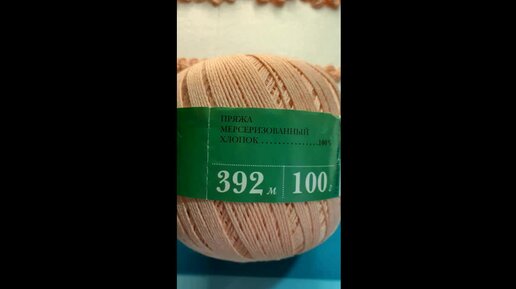 ПРЯЖА
МЕРСЕРИЗОВАННЫЙ
ХЛОПОК...............100%
392 м 100